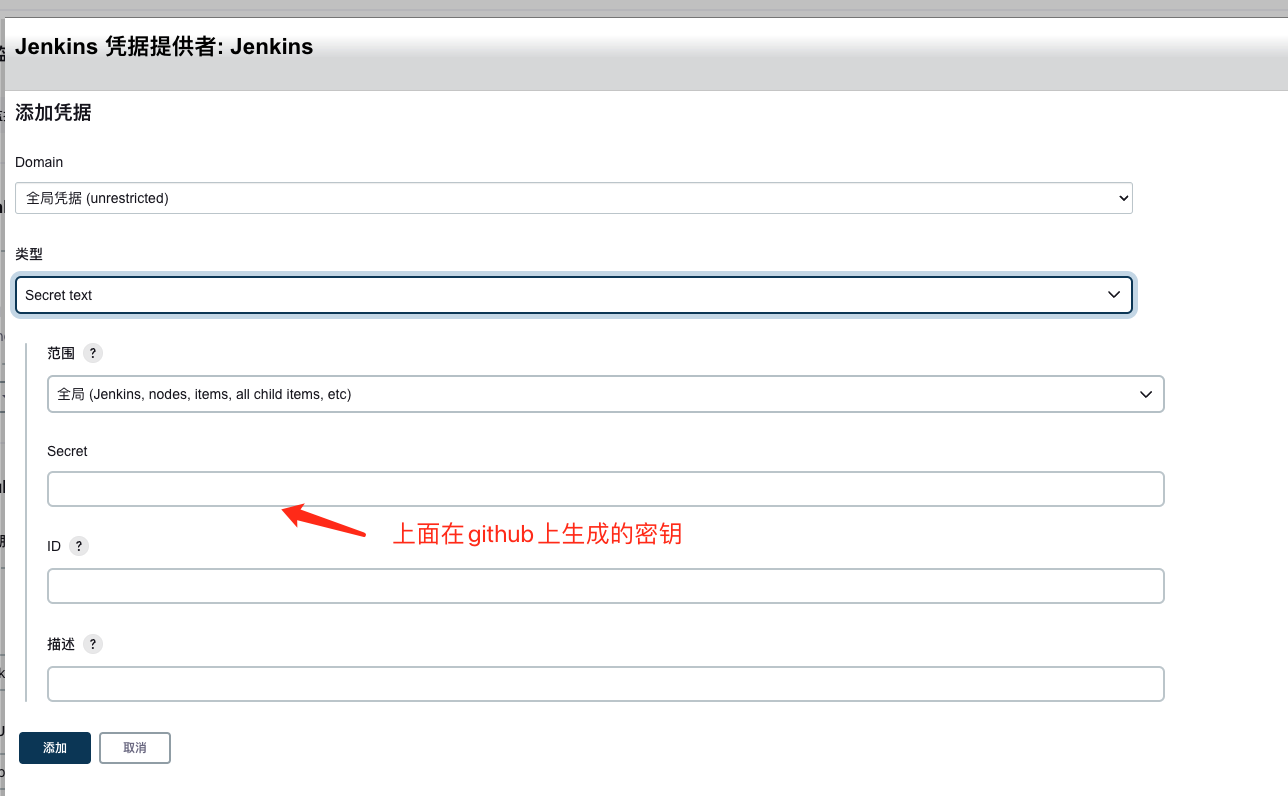 Jenkins 凭据提供者: Jenkins
添加凭据
Domain
全局凭据 (unrestricted)
类型
Secret text
范围 ?
全局 (Jenkins, nodes, items, all child items, etc)
Secret
上面在github上生成的密钥
ID ?
描述 ?
添加 取消